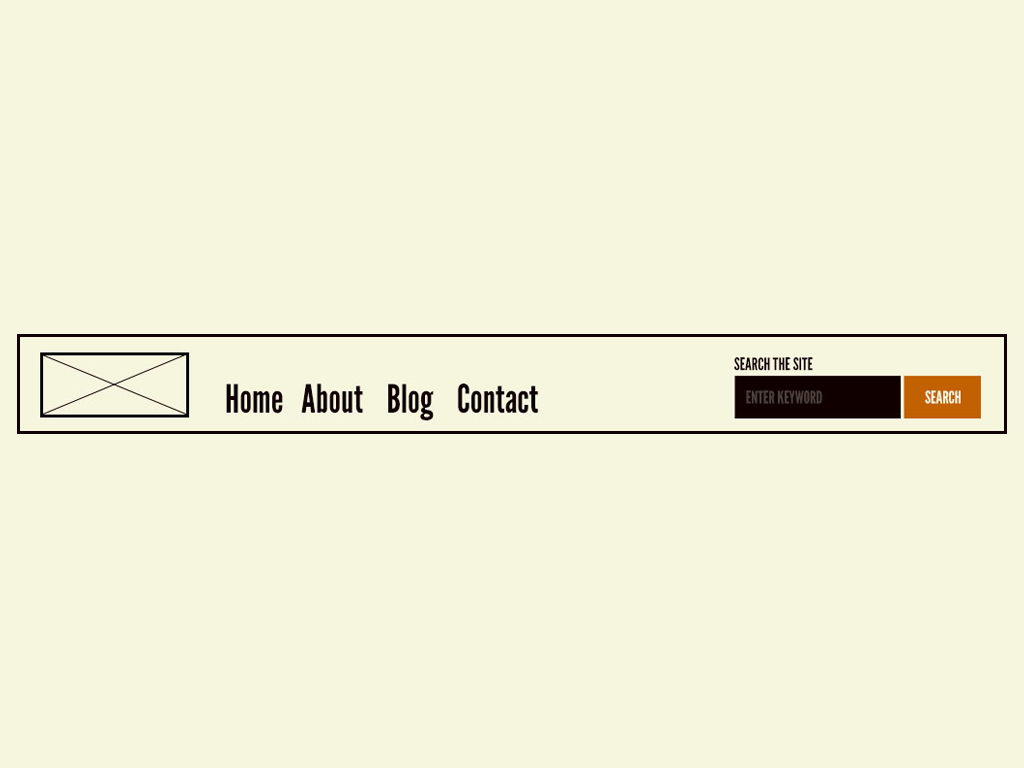 Home About Blog Contact
SEARCH THE SITE
ENTER KEYWORD SEARCH